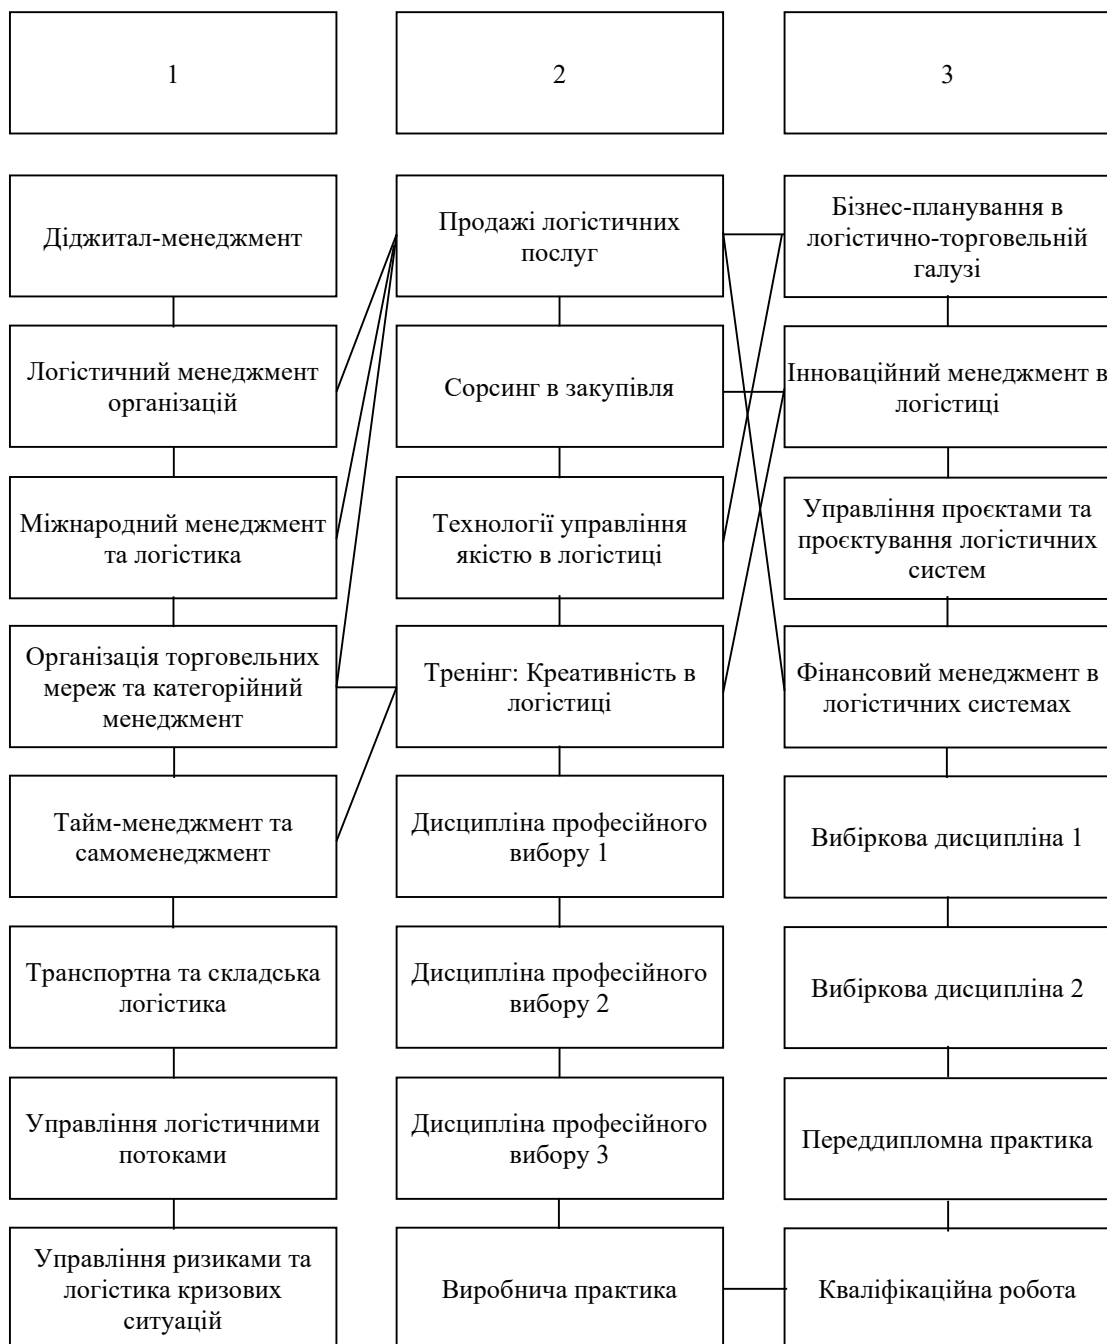 1
2
3
Діджитал-менеджмент
Логістичний менеджмент
організацій
Міжнародний менеджмент
та логістика
Організація торговельних
мереж та категорійний
менеджмент
Тайм-менеджмент та
самоменеджмент
Транспортна та складська
логістика
Управління логістичними
потоками
Управління ризиками та
логістика кризових
ситуацій
Продажі логістичних
послуг
Сорсинг в закупівля
Технології управління
якістю в логістиці
Тренінг: Креативність в
логістиці
Дисципліна професійного
вибору 1
Дисципліна професійного
вибору 2
Дисципліна професійного
вибору 3
Виробнича практика
Бізнес-планування в
логістично-торговельній
галузі
Інноваційний менеджмент в
логістиці
Управління проєктами та
проєктування логістичних
систем
Фінансовий менеджмент в
логістичних системах
Вибіркова дисципліна 1
Вибіркова дисципліна 2
Переддипломна практика
Кваліфікаційна робота